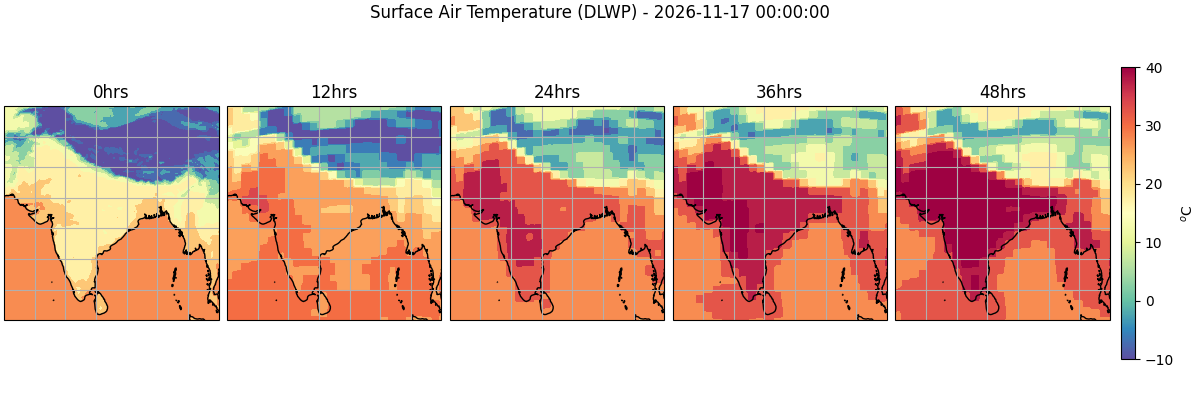 Surface Air Temperature (DLWP) - 2026-11-17 00:00:00
0hrs
12hrs
24hrs
36hrs
48hrs
40
30
20
10
0
−10
°C